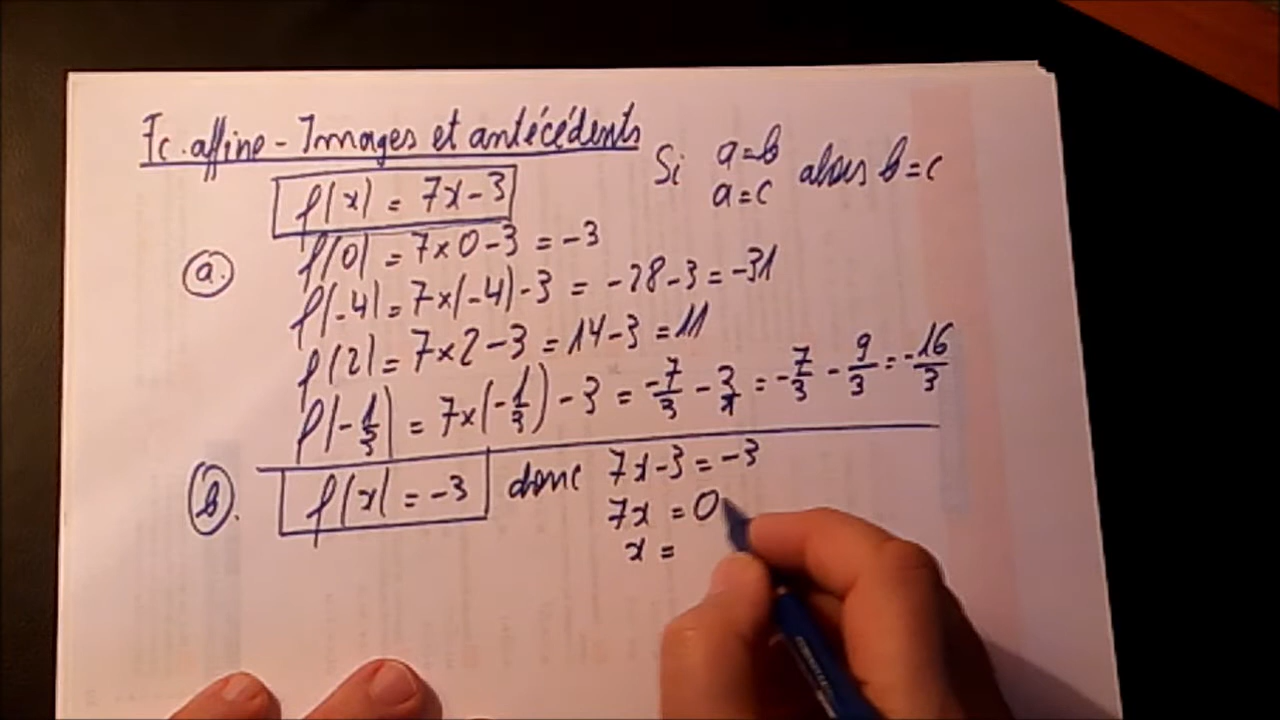 Fc. affine - Images et antécédents
Si a=b alors b=c
a=c
f(x) = 7x-3
a. f(0) = 7×0-3 = -3
f(-4) = 7×(-4)-3 = -28-3 = -31
f(2) = 7×2-3 = 14-3 = 11
f(-1/3) = 7×(-1/3)-3 = -7/3 - 3/1 = -7/3 - 9/3 = -16/3
b. f(x) = -3 donc 7x-3 = -3
7x = 0
x =